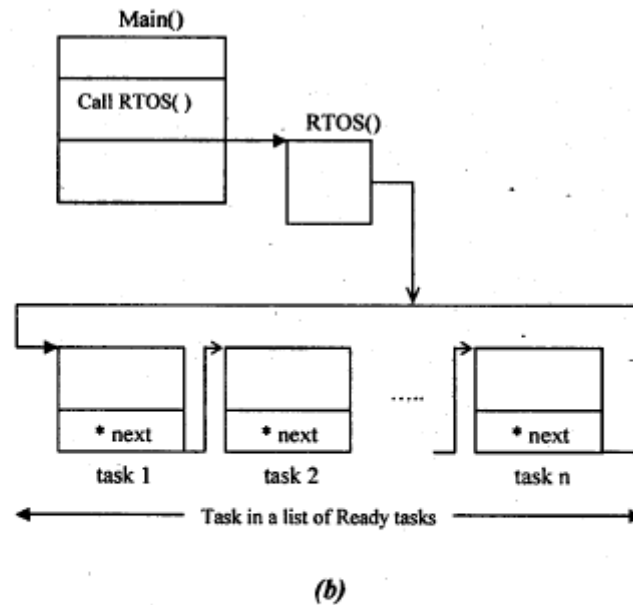 Main()
Call RTOS( )
RTOS()
* next
* next
.....
* next
task 1
task 2
task n
Task in a list of Ready tasks
(b)